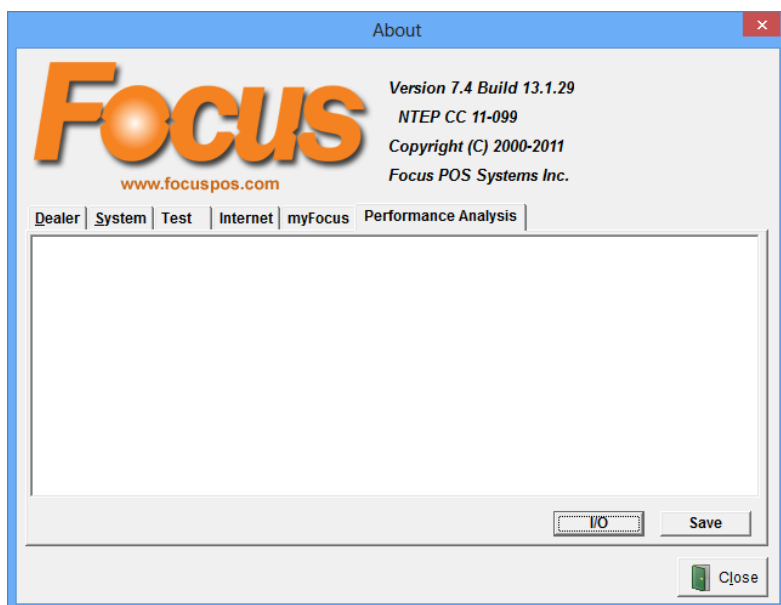 About
Focus
www.focuspos.com
Version 7.4 Build 13.1.29
NTEP CC 11-099
Copyright (C) 2000-2011
Focus POS Systems Inc.
Dealer System Test Internet myFocus Performance Analysis
I/O Save
Close